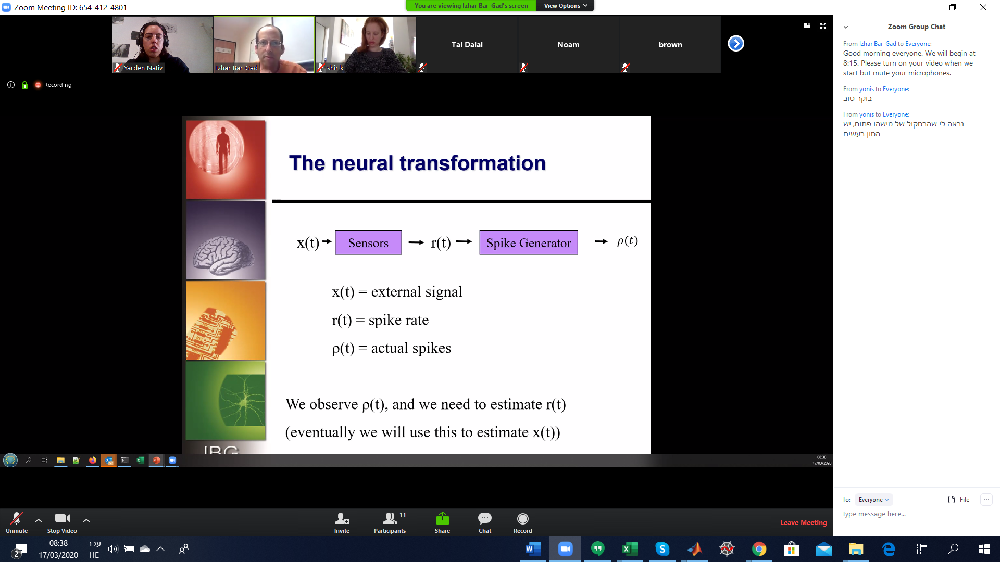 Zoom Meeting ID: 654-412-4801
You are viewing Izhar Bar-Gad's screen
View Options
Yarden Nativ
Izhar Bar-Gad
shir k
Tal Dalal
Noam
brown
Recording
The neural transformation
x(t)
Sensors
r(t)
Spike Generator
ρ(t)
x(t) = external signal
r(t) = spike rate
ρ(t) = actual spikes
We observe ρ(t), and we need to estimate r(t)
(eventually we will use this to estimate x(t))
IBG
08:38
17/03/2020
Zoom Group Chat
From Izhar Bar-Gad to Everyone:
Good morning everyone. We will begin at
8:15. Please turn on your video when we
start but mute your microphones.
From yonis to Everyone:
בוקר טוב
From yonis to Everyone:
נראה לי שהרמקול של מישהו פתוח, יש
המון רעשים
To: Everyone
File
Type message here...
Unmute
Stop Video
Invite
Participants 11
Share
Chat
Record
Leave Meeting
2
08:38
17/03/2020
עבר
HE